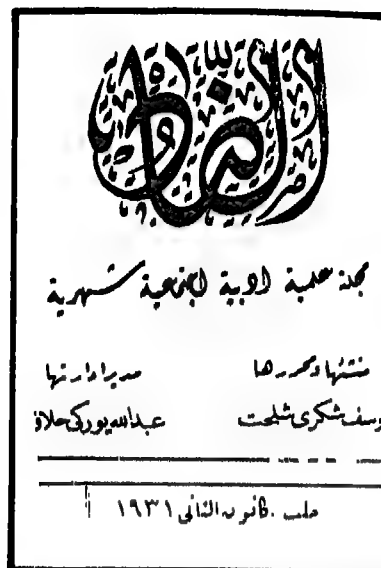 الضاد
مجلة علمية ادبية اجتماعية شهرية
منشئها ومحررها
وسف شكري شلحت
مدير ادارتها
عبدالله يوركي حلاق
حلب . كانون الثاني ١٩٣١